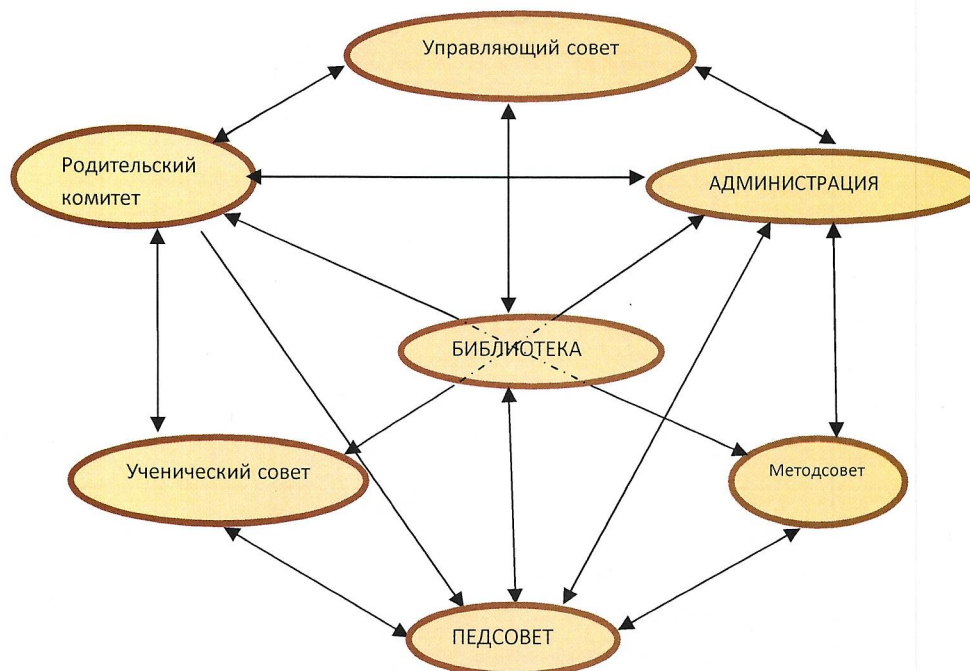 Управляющий совет
Родительский
комитет
АДМИНИСТРАЦИЯ
БИБЛИОТЕКА
Ученический совет
Методсовет
ПЕДСОВЕТ